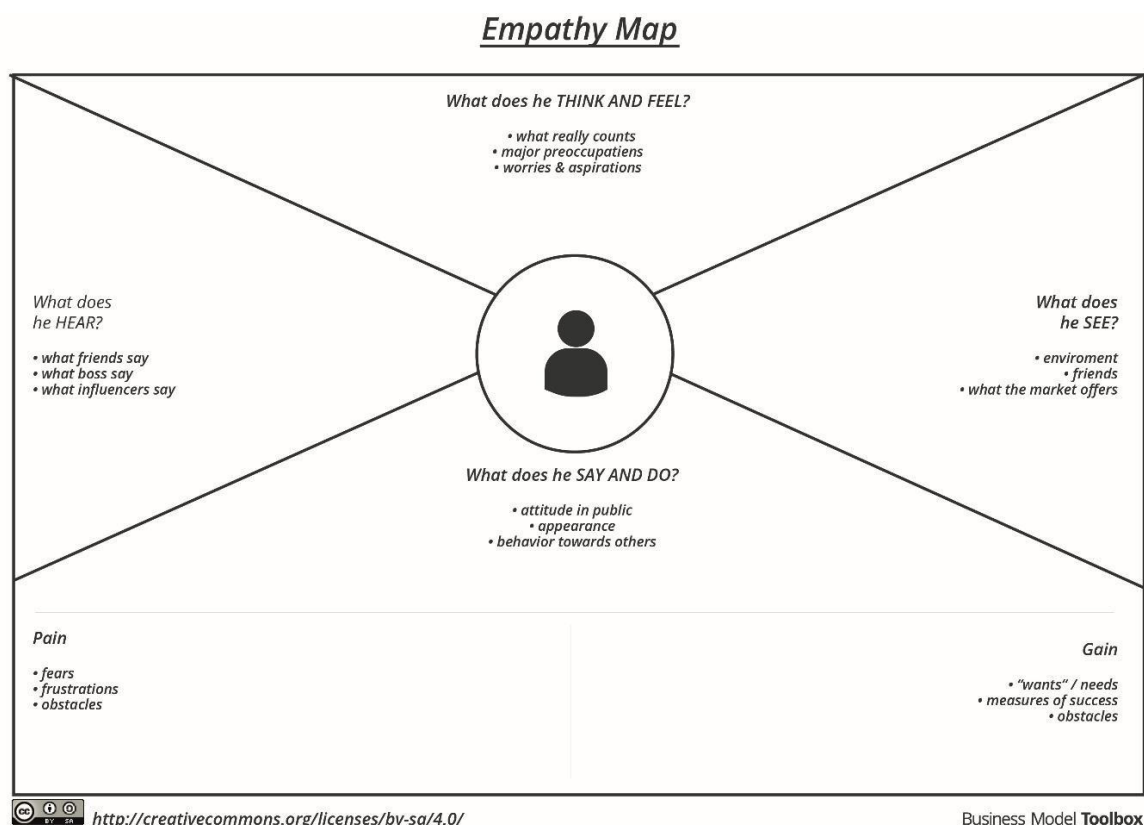 Empathy Map
What does he THINK AND FEEL?
• what really counts
• major preoccupatiens
• worries & aspirations
What does
he HEAR?
• what friends say
• what boss say
• what influencers say
What does
he SEE?
• enviroment
• friends
• what the market offers
What does he SAY AND DO?
• attitude in public
• appearance
• behavior towards others
Pain
• fears
• frustrations
• obstacles
Gain
• “wants“ / needs
• measures of success
• obstacles
cc BY SA
http://creativecommons.org/licenses/by-sa/4.0/
Business Model Toolbox